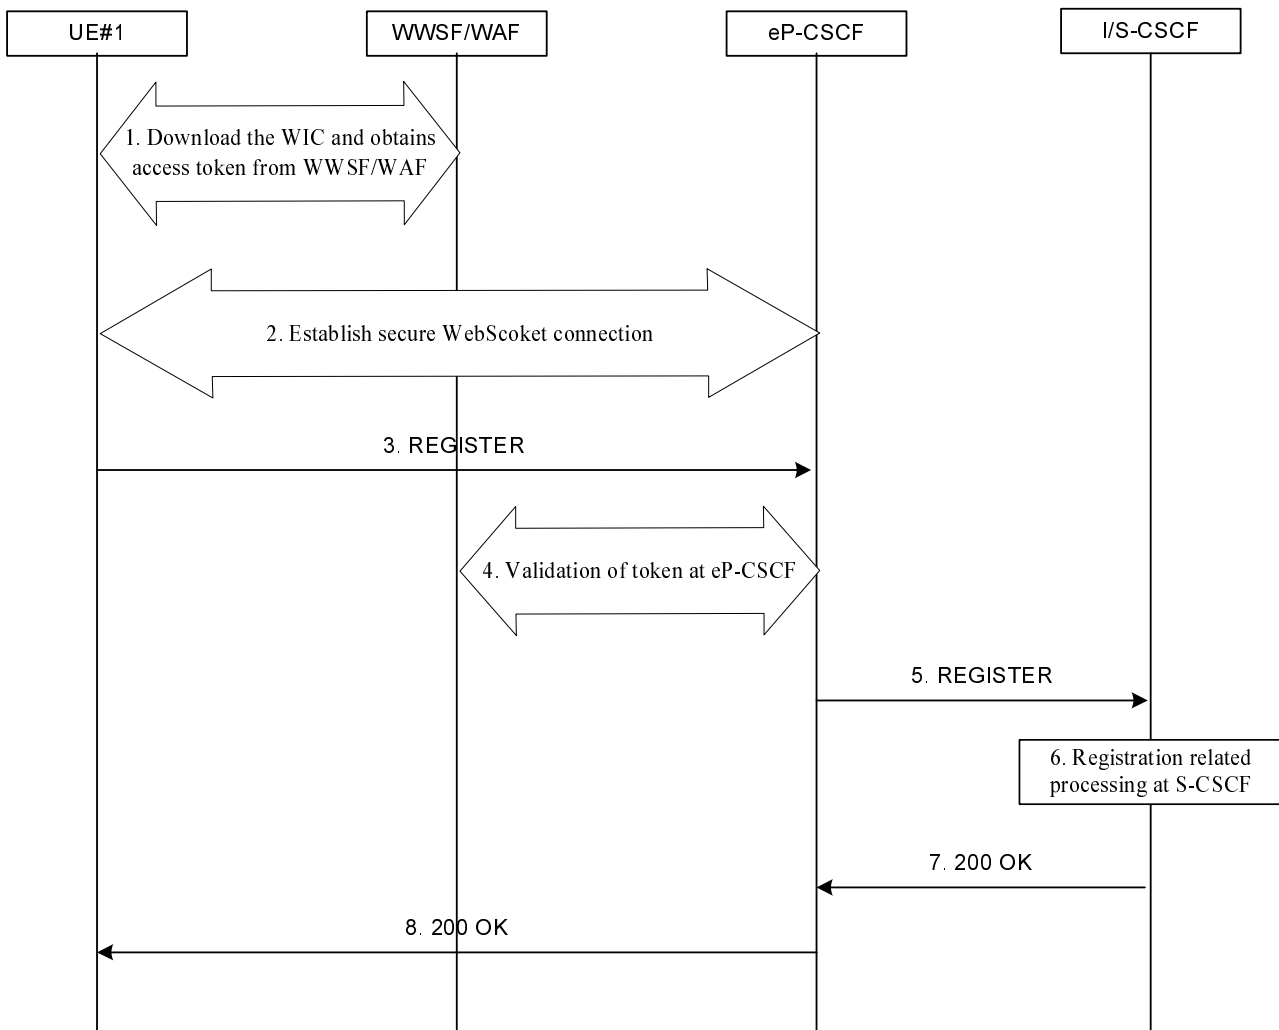 UE#1
WWSF/WAF
eP-CSCF
I/S-CSCF
1. Download the WIC and obtains
access token from WWSF/WAF
2. Establish secure WebScoket connection
3. REGISTER
4. Validation of token at eP-CSCF
5. REGISTER
6. Registration related
processing at S-CSCF
7. 200 OK
8. 200 OK